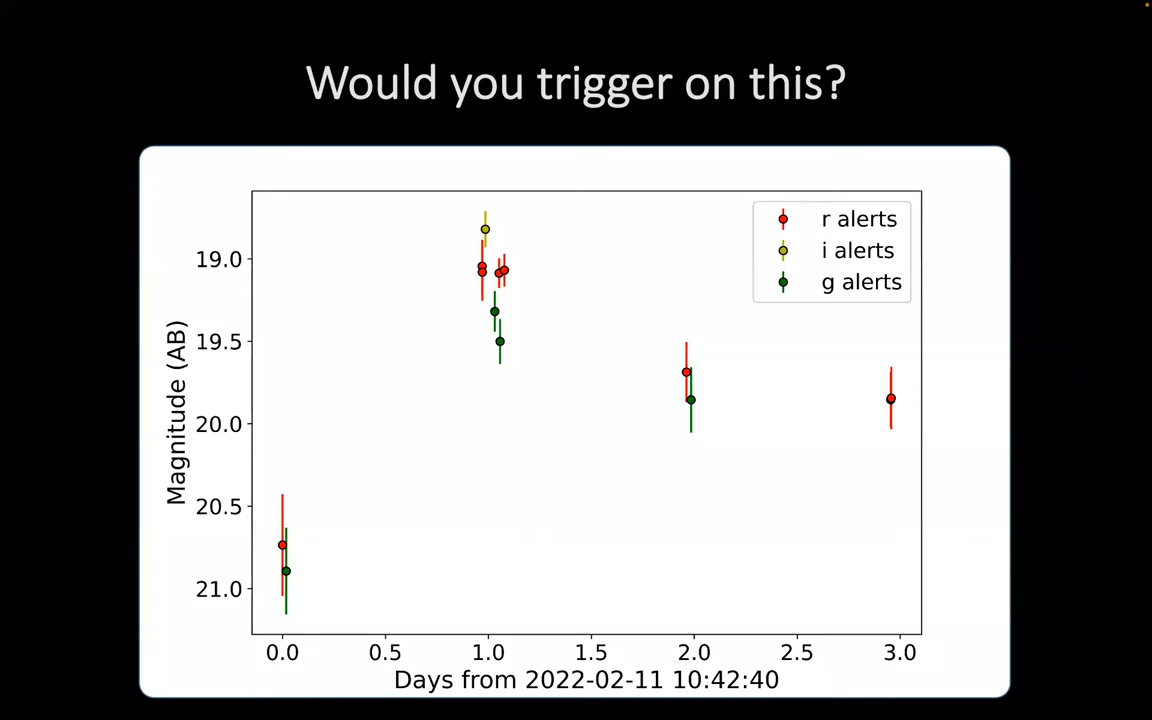 Would you trigger on this?
r alerts
i alerts
g alerts
Magnitude (AB)
19.0
19.5
20.0
20.5
21.0
0.0 0.5 1.0 1.5 2.0 2.5 3.0
Days from 2022-02-11 10:42:40